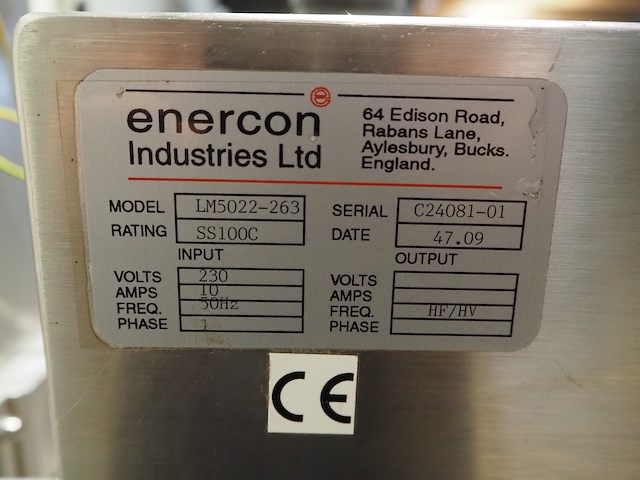 e
enercon
Industries Ltd
64 Edison Road,
Rabans Lane,
Aylesbury, Bucks.
England.
MODEL LM5022-263
RATING SS100C
SERIAL C24081-01
DATE 47.09
INPUT
VOLTS 230
AMPS 10
FREQ. 50Hz
PHASE 1
OUTPUT
VOLTS
AMPS
FREQ. HF/HV
PHASE
CE